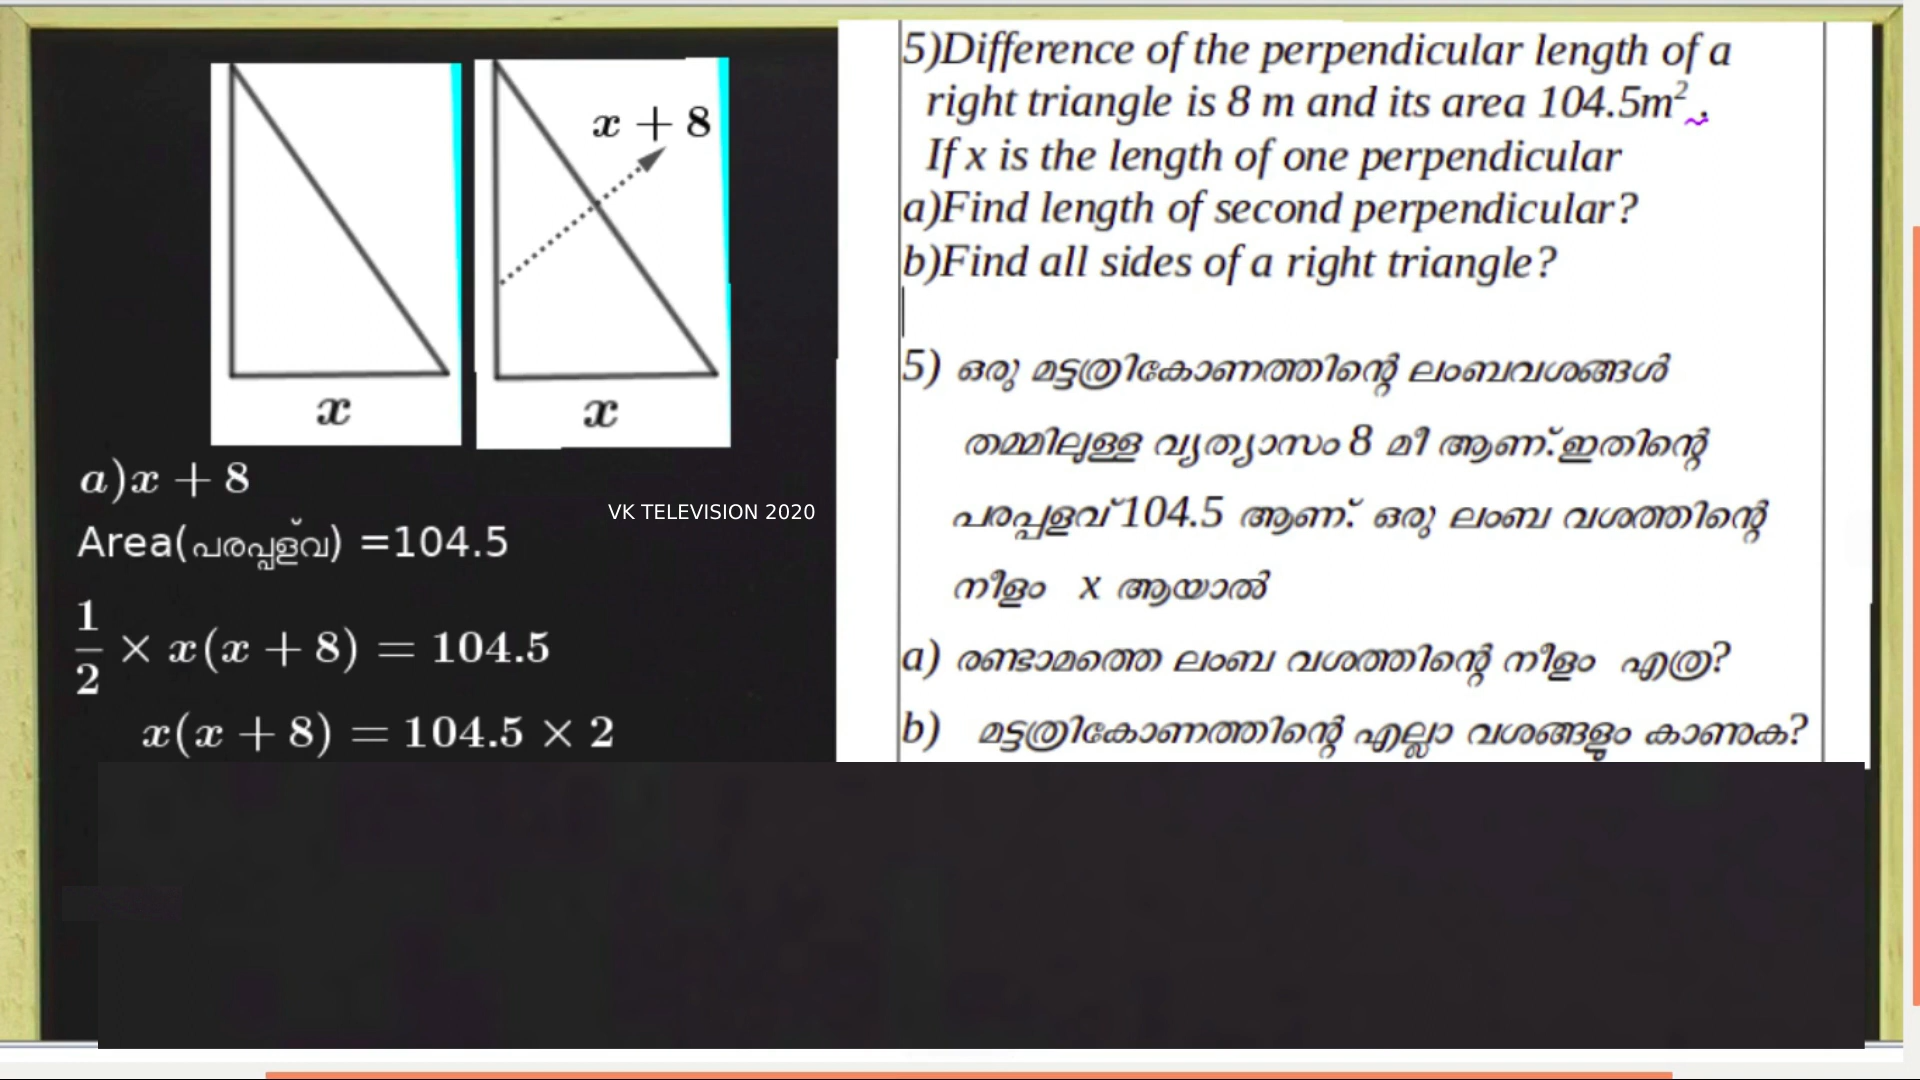 x + 8
x
x
a)x + 8
VK TELEVISION 2020
Area(പരപ്പളവ്) =104.5
1/2 × x(x + 8) = 104.5
x(x + 8) = 104.5 × 2
5)Difference of the perpendicular length of a
right triangle is 8 m and its area 104.5m² .
If x is the length of one perpendicular
a)Find length of second perpendicular?
b)Find all sides of a right triangle?
5) ഒരു മട്ടത്രികോണത്തിന്റെ ലംബവശങ്ങൾ
തമ്മിലുള്ള വ്യത്യാസം 8 മീ ആണ്.ഇതിന്റെ
പരപ്പളവ് 104.5 ആണ്. ഒരു ലംബ വശത്തിന്റെ
നീളം x ആയാൽ
a) രണ്ടാമത്തെ ലംബ വശത്തിന്റെ നീളം എത്ര?
b) മട്ടത്രികോണത്തിന്റെ എല്ലാ വശങ്ങളും കാണുക?